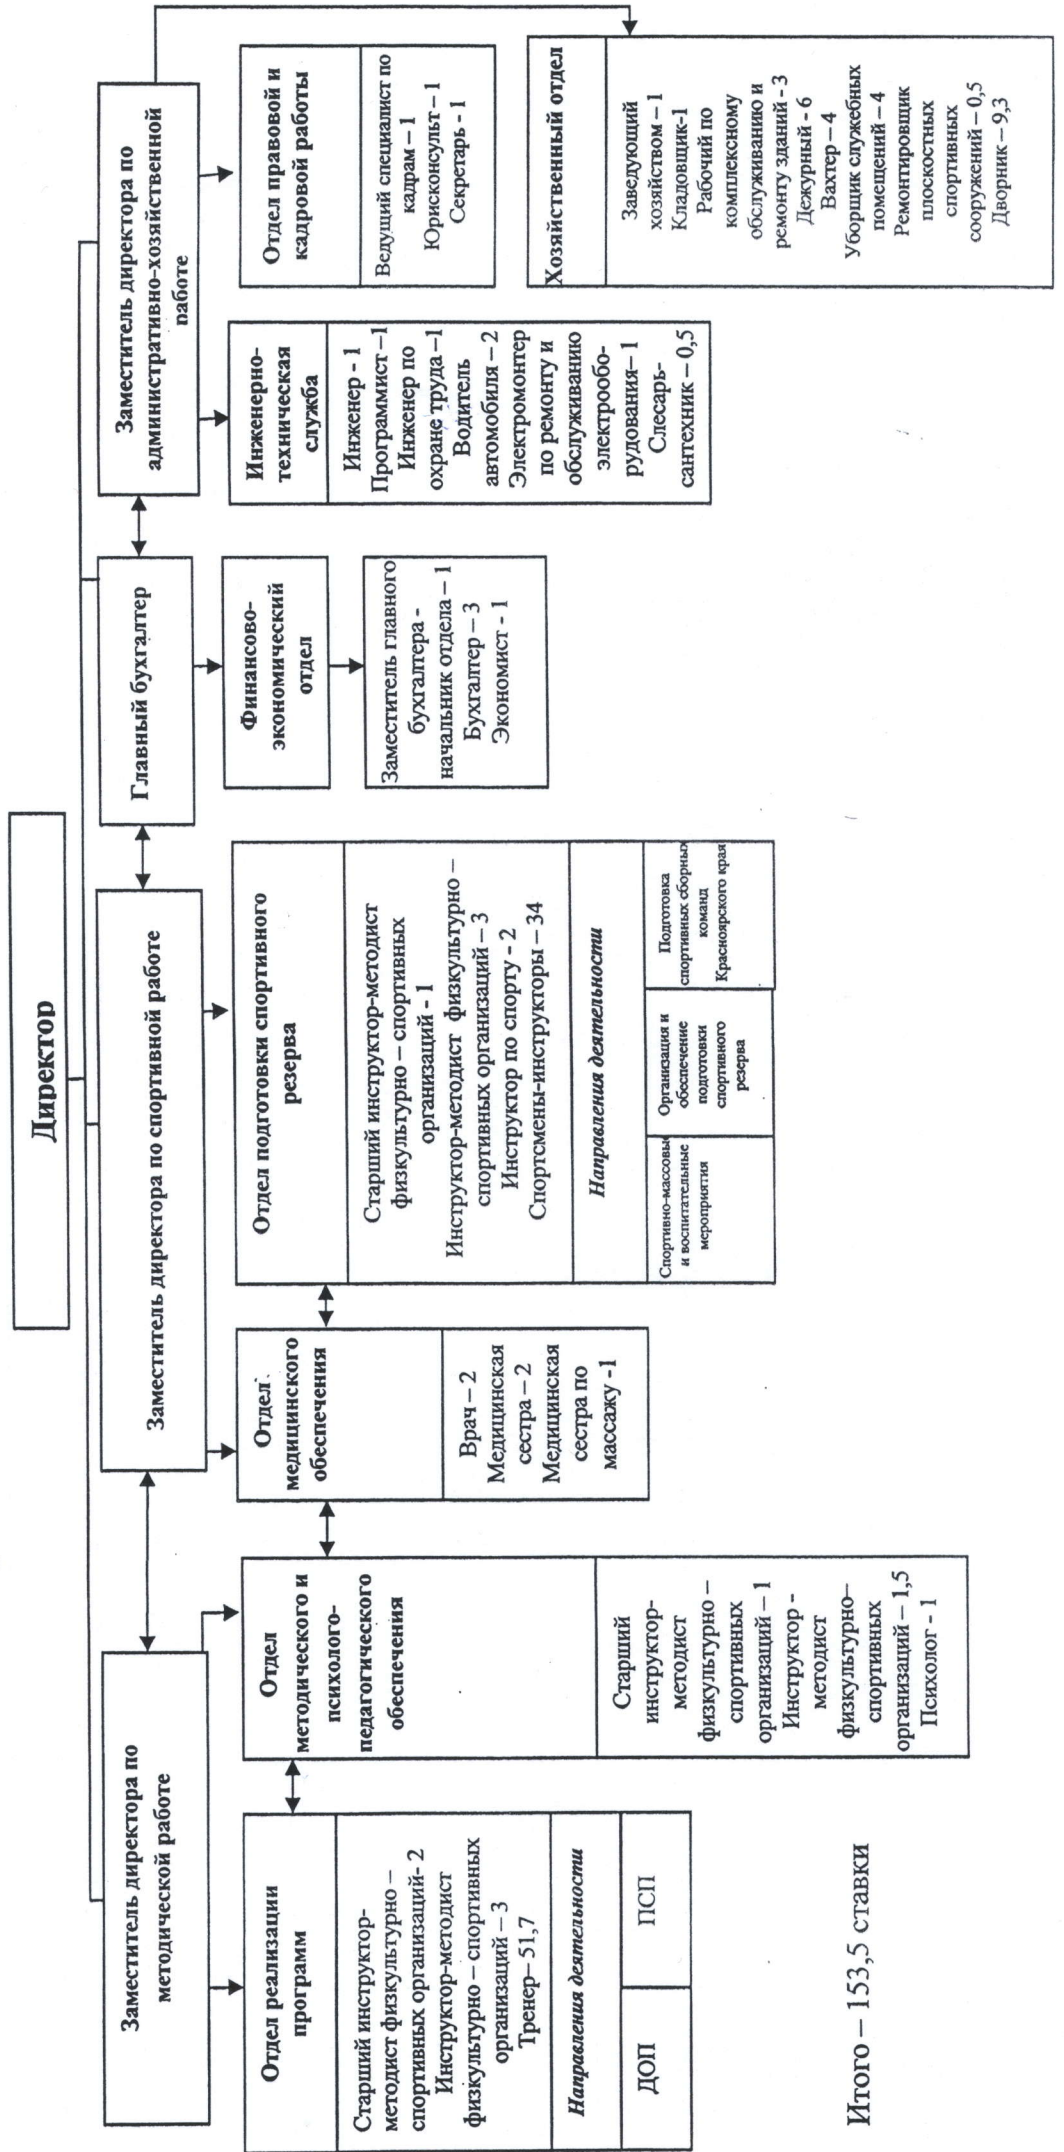 Директор
Заместитель директора по
методической работе
Заместитель директора по спортивной работе
Главный бухгалтер
Заместитель директора по
административно-хозяйственной
работе
Отдел реализации
программ
Старший инструктор-
методист физкультурно –
спортивных организаций- 2
Инструктор-методист
физкультурно – спортивных
организаций – 3
Тренер– 51,7
Направления деятельности
ДОП
ПСП
Отдел
методического и
психолого-
педагогического
обеспечения
Старший
инструктор-
методист
физкультурно –
спортивных
организаций – 1
Инструктор -
методист
физкультурно–
спортивных
организаций – 1,5
Психолог - 1
Отдел
медицинского
обеспечения
Врач – 2
Медицинская
сестра – 2
Медицинская
сестра по
массажу -1
Отдел подготовки спортивного
резерва
Старший инструктор-методист
физкультурно – спортивных
организаций - 1
Инструктор-методист физкультурно –
спортивных организаций – 3
Инструктор по спорту - 2
Спортсмены-инструкторы – 34
Направления деятельности
Спортивно-массовые
и воспитательные
мероприятия
Организация и
обеспечение
подготовки
спортивного
резерва
Подготовка
спортивных сборных
команд
Красноярского края
Финансово-
экономический
отдел
Заместитель главного
бухгалтера -
начальник отдела – 1
Бухгалтер – 3
Экономист - 1
Инженерно-
техническая
служба
Инженер - 1
Программист –1
Инженер по
охране труда –1
Водитель
автомобиля – 2
Электромонтер
по ремонту и
обслуживанию
электробо-
рудования– 1
Слесарь-
сантехник – 0,5
Отдел правовой и
кадровой работы
Ведущий специалист по
кадрам – 1
Юрисконсульт – 1
Секретарь - 1
Хозяйственный отдел
Заведующий
хозяйством – 1
Кладовщик-1
Рабочий по
комплексному
обслуживанию и
ремонту зданий - 3
Дежурный - 6
Вахтер – 4
Уборщик служебных
помещений – 4
Ремонтировщик
плоскостных
спортивных
сооружений – 0,5
Дворник – 9,3
Итого – 153,5 ставки